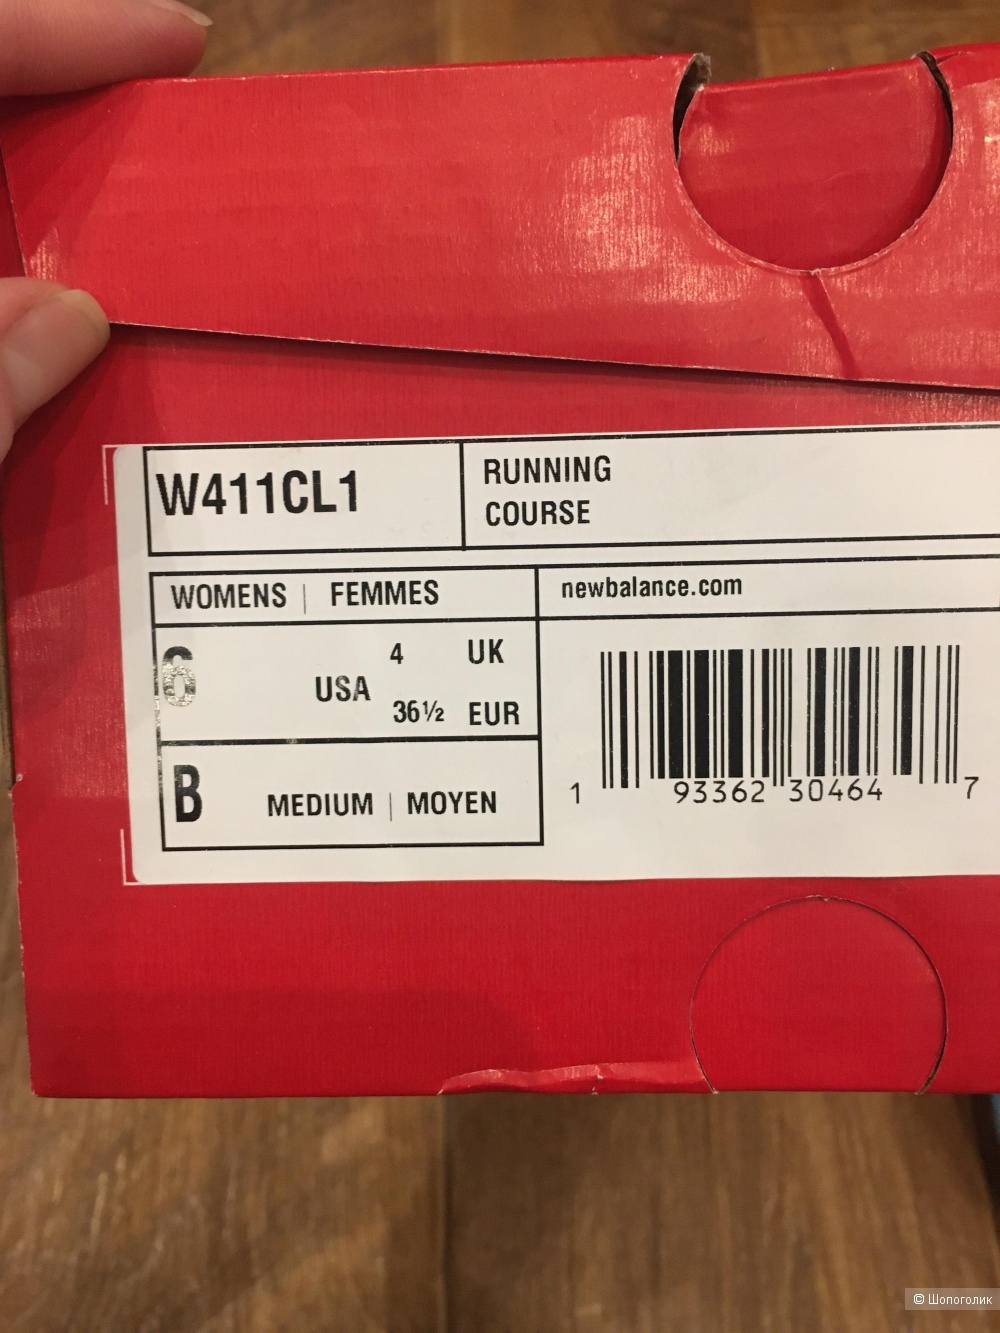 W411CL1
RUNNING
COURSE
WOMENS | FEMMES
newbalance.com
6
USA
4 UK
36½ EUR
B
MEDIUM | MOYEN
1 93362 30464 7
© Шопоголик